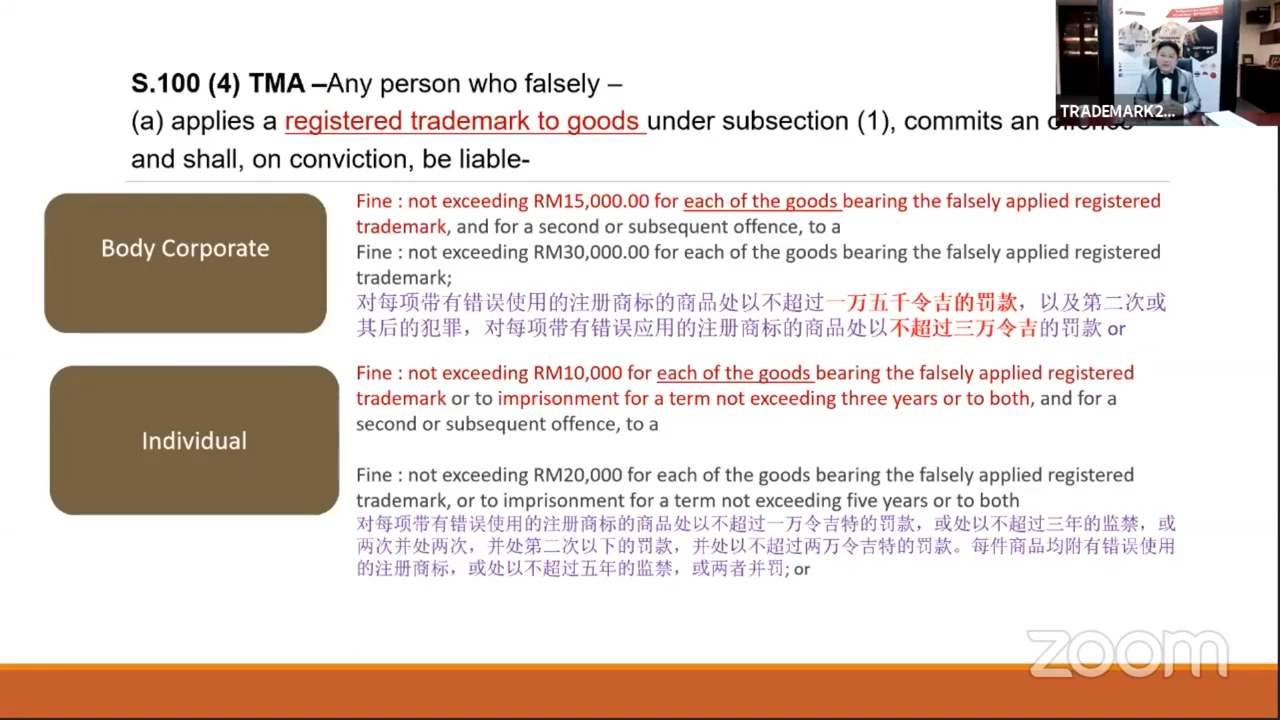 S.100 (4) TMA –Any person who falsely –
(a) applies a registered trademark to goods under subsection (1), commits an offence
and shall, on conviction, be liable-
TRADEMARK2...
Body Corporate
Fine : not exceeding RM15,000.00 for each of the goods bearing the falsely applied registered
trademark, and for a second or subsequent offence, to a
Fine : not exceeding RM30,000.00 for each of the goods bearing the falsely applied registered
trademark;
对每项带有错误使用的注册商标的商品处以不超过一万五千令吉的罚款，以及第二次或
其后的犯罪，对每项带有错误应用的注册商标的商品处以不超过三万令吉的罚款 or
Individual
Fine : not exceeding RM10,000 for each of the goods bearing the falsely applied registered
trademark or to imprisonment for a term not exceeding three years or to both, and for a
second or subsequent offence, to a
Fine : not exceeding RM20,000 for each of the goods bearing the falsely applied registered
trademark, or to imprisonment for a term not exceeding five years or to both
对每项带有错误使用的注册商标的商品处以不超过一万令吉特的罚款，或处以不超过三年的监禁，或
两次并处两次，并处第二次以下的罚款，并处以不超过两万令吉特的罚款。每件商品均附有错误使用
的注册商标，或处以不超过五年的监禁，或两者并罚; or
zoom